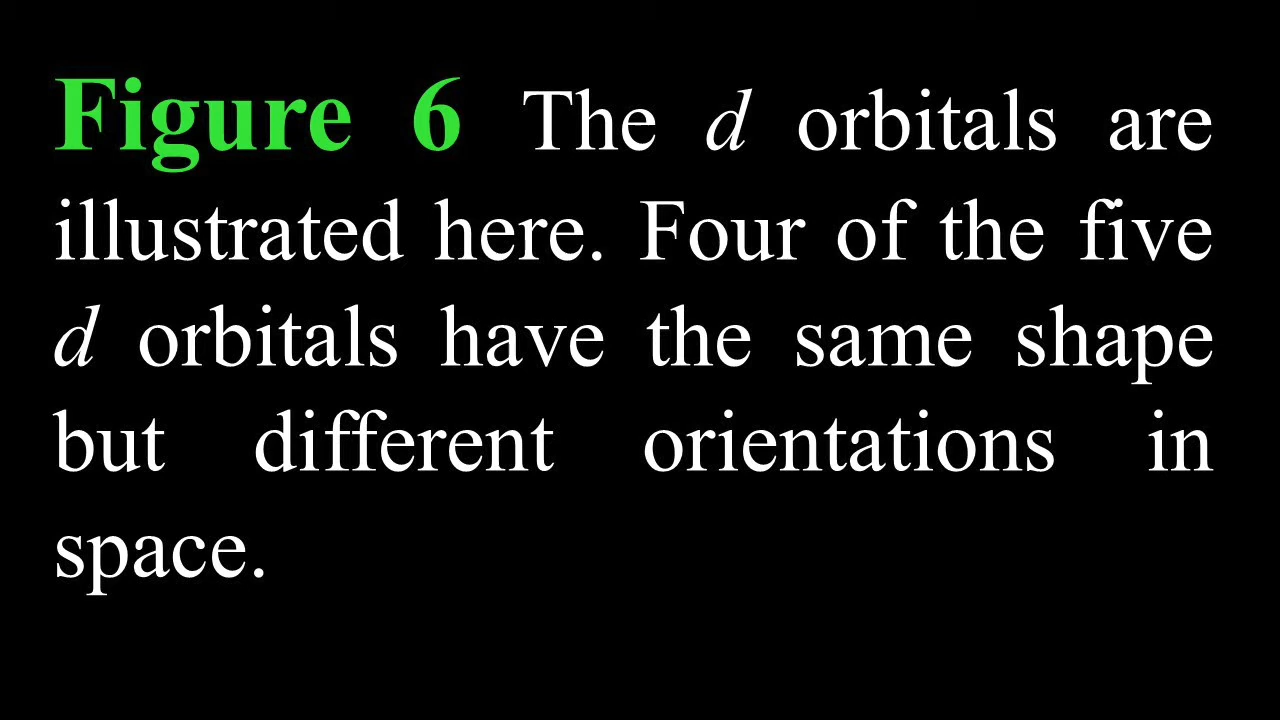 Figure 6 The d orbitals are
illustrated here. Four of the five
d orbitals have the same shape
but different orientations in
space.